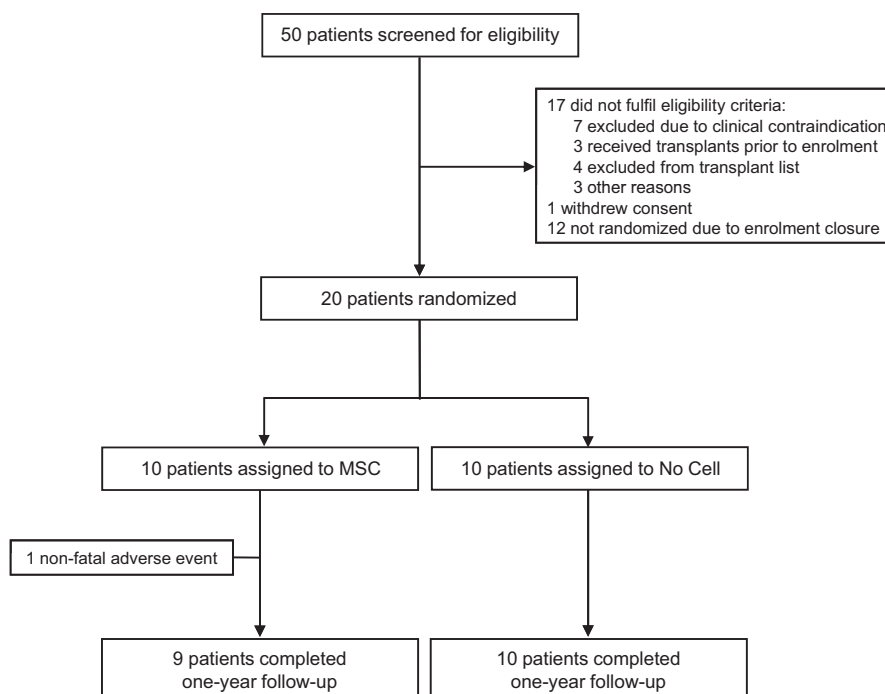 50 patients screened for eligibility
17 did not fulfil eligibility criteria:
7 excluded due to clinical contraindication
3 received transplants prior to enrolment
4 excluded from transplant list
3 other reasons
1 withdrew consent
12 not randomized due to enrolment closure
20 patients randomized
10 patients assigned to MSC
10 patients assigned to No Cell
1 non-fatal adverse event
9 patients completed
one-year follow-up
10 patients completed
one-year follow-up